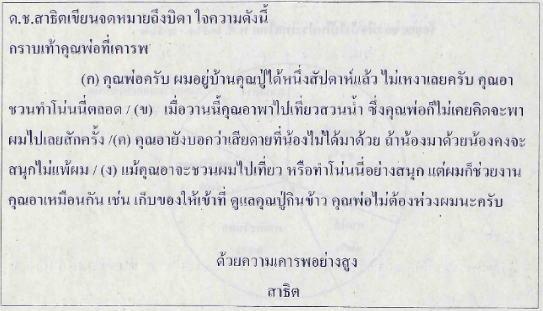 ด.ช.สาธิตเขียนจดหมายถึงบิดา ใจความดังนี้
กราบเท้าคุณพ่อที่เคารพ
(ก) คุณพ่อครับ ผมอยู่บ้านคุณปู่ได้หนึ่งสัปดาห์แล้ว ไม่เหงาเลยครับ คุณอา
ชวนทำโน่นนี่ตลอด / (ข) เมื่อวานนี้คุณอาพาไปเที่ยวสวนน้ำ ซึ่งคุณพ่อก็ไม่เคยคิดจะพา
ผมไปเลยสักครั้ง /(ค) คุณอายังบอกว่าเสียดายที่น้องไม่ได้มาด้วย ถ้าน้องมาด้วยน้องคงจะ
สนุกไม่แพ้ผม / (ง) แม้คุณอาจะชวนผมไปเที่ยว หรือทำโน่นนี่อย่างสนุก แต่ผมก็ช่วยงาน
คุณอาเหมือนกัน เช่น เก็บของให้เข้าที่ ดูแลคุณปู่กินข้าว คุณพ่อไม่ต้องห่วงผมนะครับ
ด้วยความเคารพอย่างสูง
สาธิต